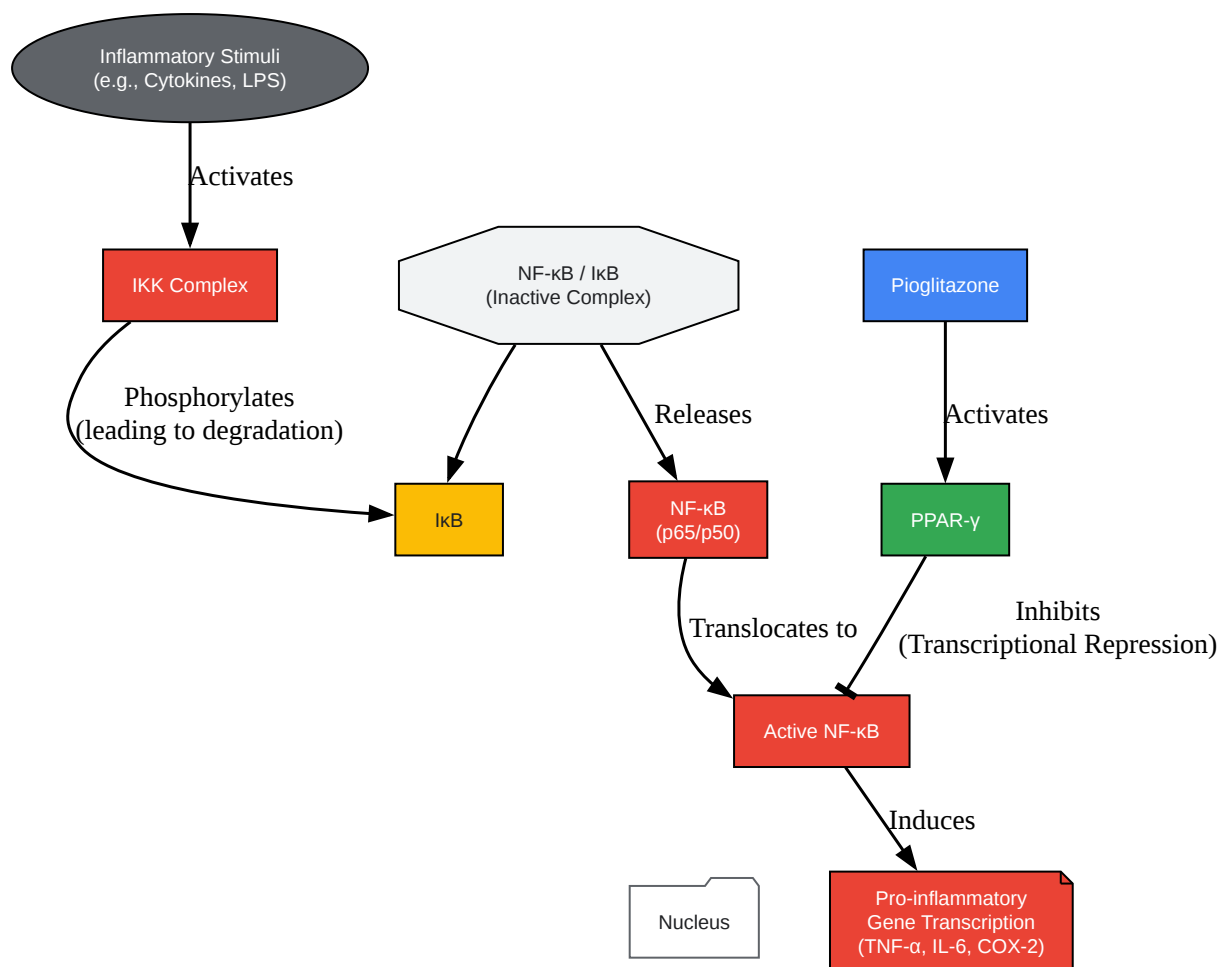 Inflammatory Stimuli
(e.g., Cytokines, LPS)
Activates
IKK Complex
NF-κB / IκB
(Inactive Complex)
Pioglitazone
Phosphorylates
(leading to degradation)
Releases
Activates
IκB
NF-κB
(p65/p50)
PPAR-γ
Translocates to
Inhibits
(Transcriptional Repression)
Active NF-κB
Induces
Nucleus
Pro-inflammatory
Gene Transcription
(TNF-α, IL-6, COX-2)